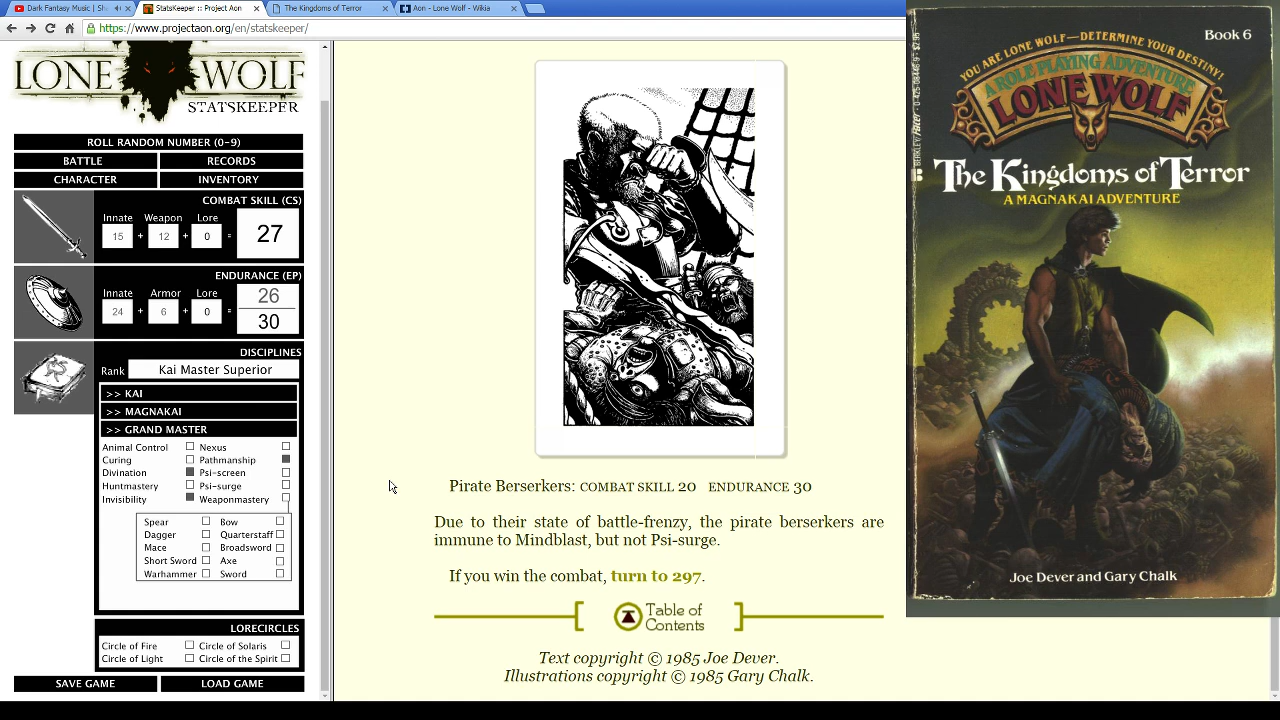 Dark Fantasy Music | Sha
StatsKeeper :: Project Aon
The Kingdoms of Terror
Aon - Lone Wolf - Wikia
https://www.projectaon.org/en/statskeeper/
LONE WOLF
STATSKEEPER
ROLL RANDOM NUMBER (0-9)
BATTLE RECORDS
CHARACTER INVENTORY
COMBAT SKILL (CS)
Innate Weapon Lore
15 + 12 + 0 = 27
ENDURANCE (EP)
Innate Armor Lore
26
24 + 6 + 0 =
30
DISCIPLINES
Rank Kai Master Superior
>> KAI
>> MAGNAKAI
>> GRAND MASTER
Animal Control Nexus
Curing Pathmanship
Divination Psi-screen
Huntmastery Psi-surge
Invisibility Weaponmastery
Spear Bow
Dagger Quarterstaff
Mace Broadsword
Short Sword Axe
Warhammer Sword
LORECIRCLES
Circle of Fire Circle of Solaris
Circle of Light Circle of the Spirit
SAVE GAME LOAD GAME
Pirate Berserkers: COMBAT SKILL 20 ENDURANCE 30
Due to their state of battle-frenzy, the pirate berserkers are
immune to Mindblast, but not Psi-surge.
If you win the combat, turn to 297.
Table of
Contents
Text copyright © 1985 Joe Dever.
Illustrations copyright © 1985 Gary Chalk.
Book 6
YOU ARE LONE WOLF—DETERMINE YOUR DESTINY!
A ROLE PLAYING ADVENTURE
LONE WOLF
The Kingdoms of Terror
A MAGNAKAI ADVENTURE
Joe Dever and Gary Chalk